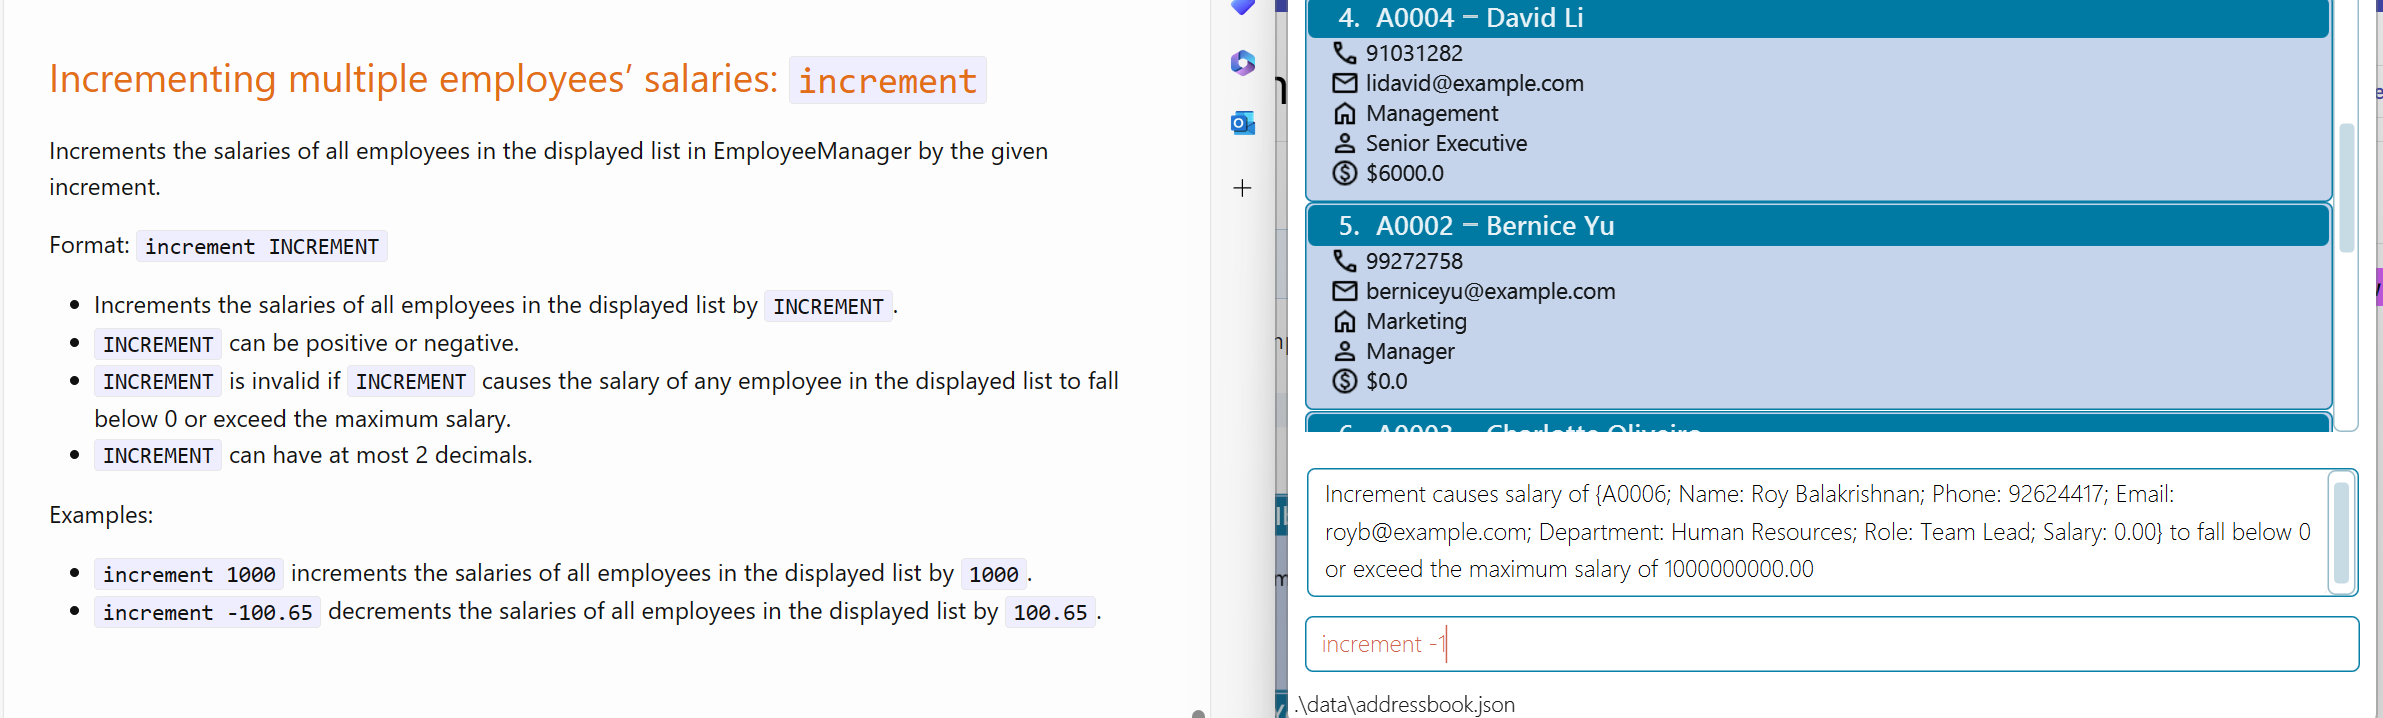 Incrementing multiple employees’ salaries: increment
Increments the salaries of all employees in the displayed list in EmployeeManager by the given
increment.
Format: increment INCREMENT
Increments the salaries of all employees in the displayed list by INCREMENT.
INCREMENT can be positive or negative.
INCREMENT is invalid if INCREMENT causes the salary of any employee in the displayed list to fall
below 0 or exceed the maximum salary.
INCREMENT can have at most 2 decimals.
Examples:
increment 1000 increments the salaries of all employees in the displayed list by 1000.
increment -100.65 decrements the salaries of all employees in the displayed list by 100.65.
4. A0004 – David Li
91031282
lidavid@example.com
Management
Senior Executive
$6000.0
5. A0002 – Bernice Yu
99272758
berniceyu@example.com
Marketing
Manager
$0.0
6. A0003 – Charlotte Oliveiro
Increment causes salary of {A0006; Name: Roy Balakrishnan; Phone: 92624417; Email:
royb@example.com; Department: Human Resources; Role: Team Lead; Salary: 0.00} to fall below 0
or exceed the maximum salary of 1000000000.00
increment -1
.\data\addressbook.json